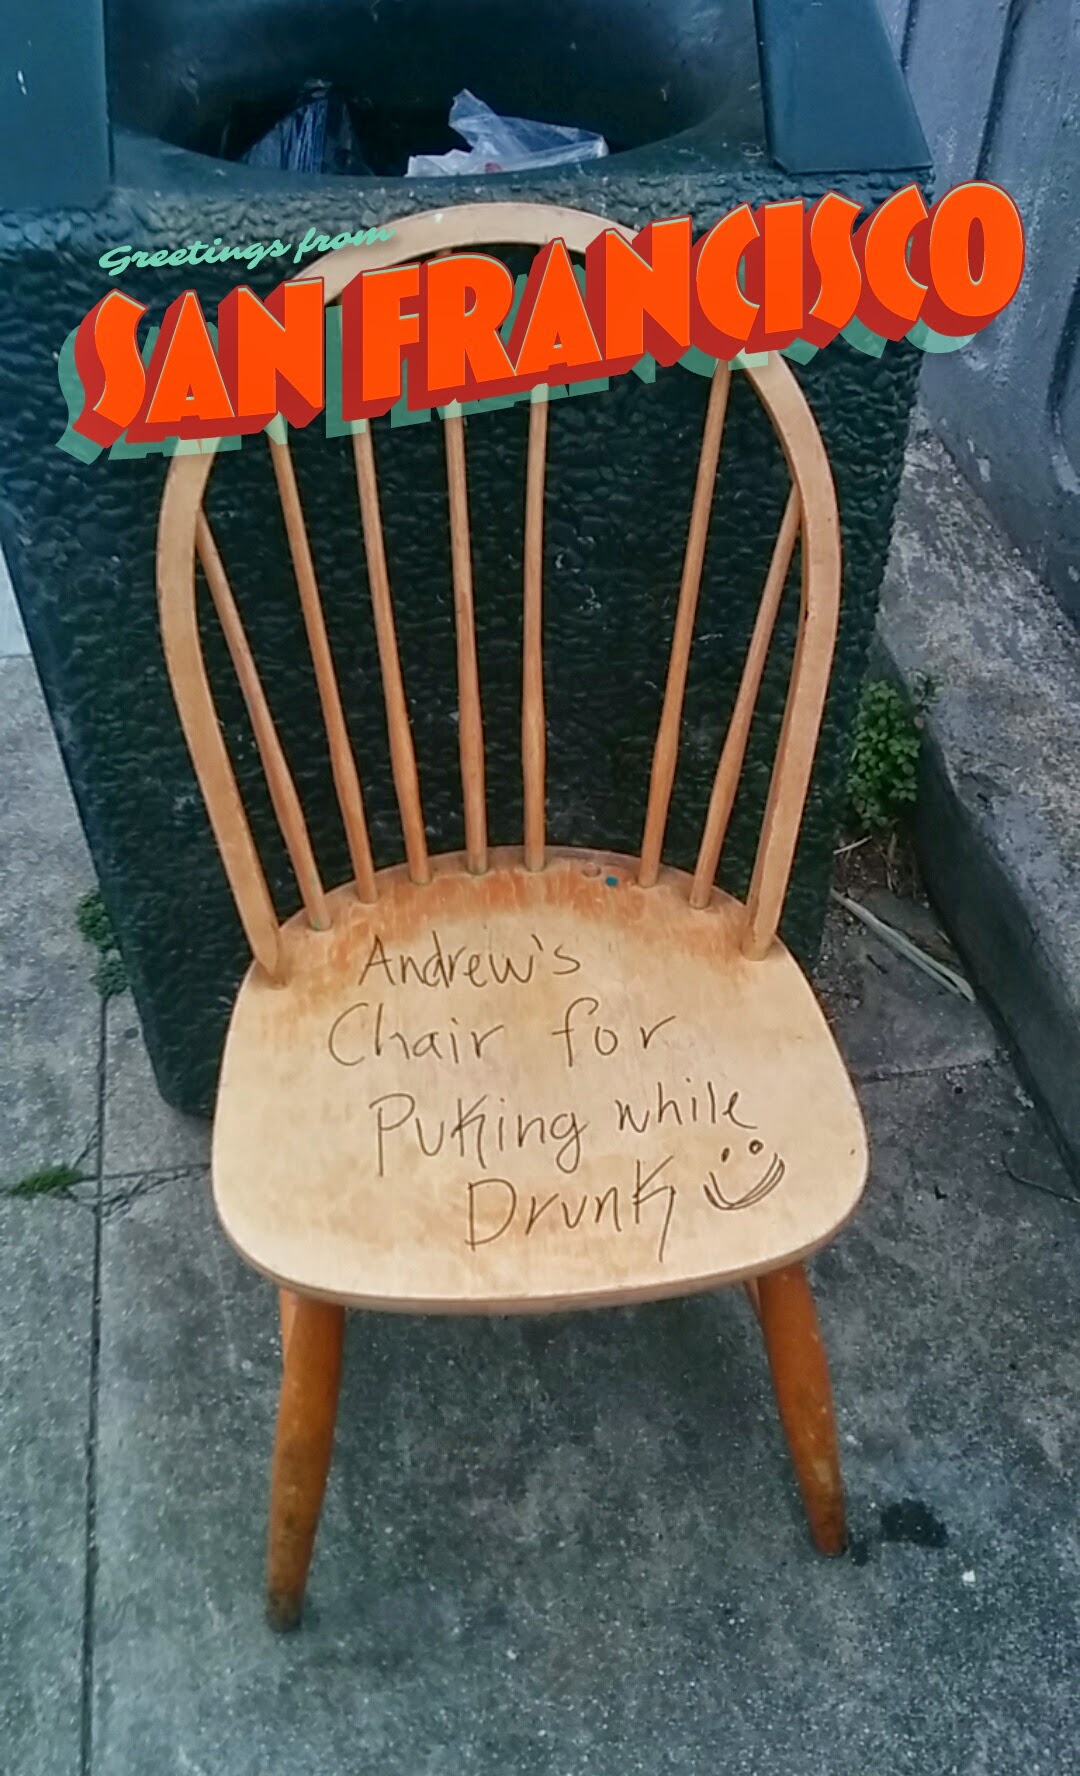 Greetings from
SAN FRANCISCO
Andrew's
Chair for
Puking while
Drunk